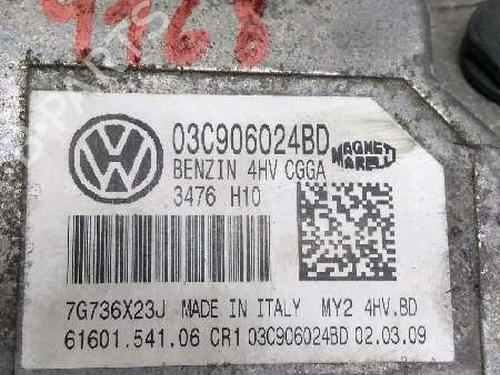 9768
03C906024BD
BENZIN 4HV CGGA
MAGNETI MARELLI
3476 H10
7G736X23J MADE IN ITALY MY2 4HV.BD
61601.541.06 CR1 03C906024BD 02.03.09